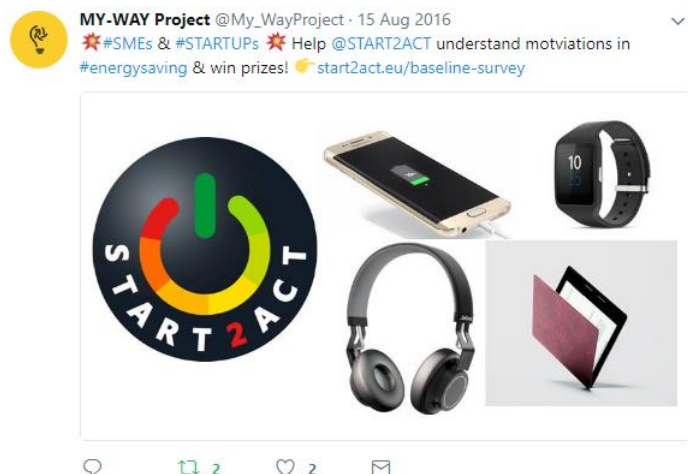 MY-WAY Project @My_WayProject · 15 Aug 2016
💥#SMEs & #STARTUPs 💥 Help @START2ACT understand motviations in
#energysaving & win prizes! 👉start2act.eu/baseline-survey
START2ACT
10
2 2